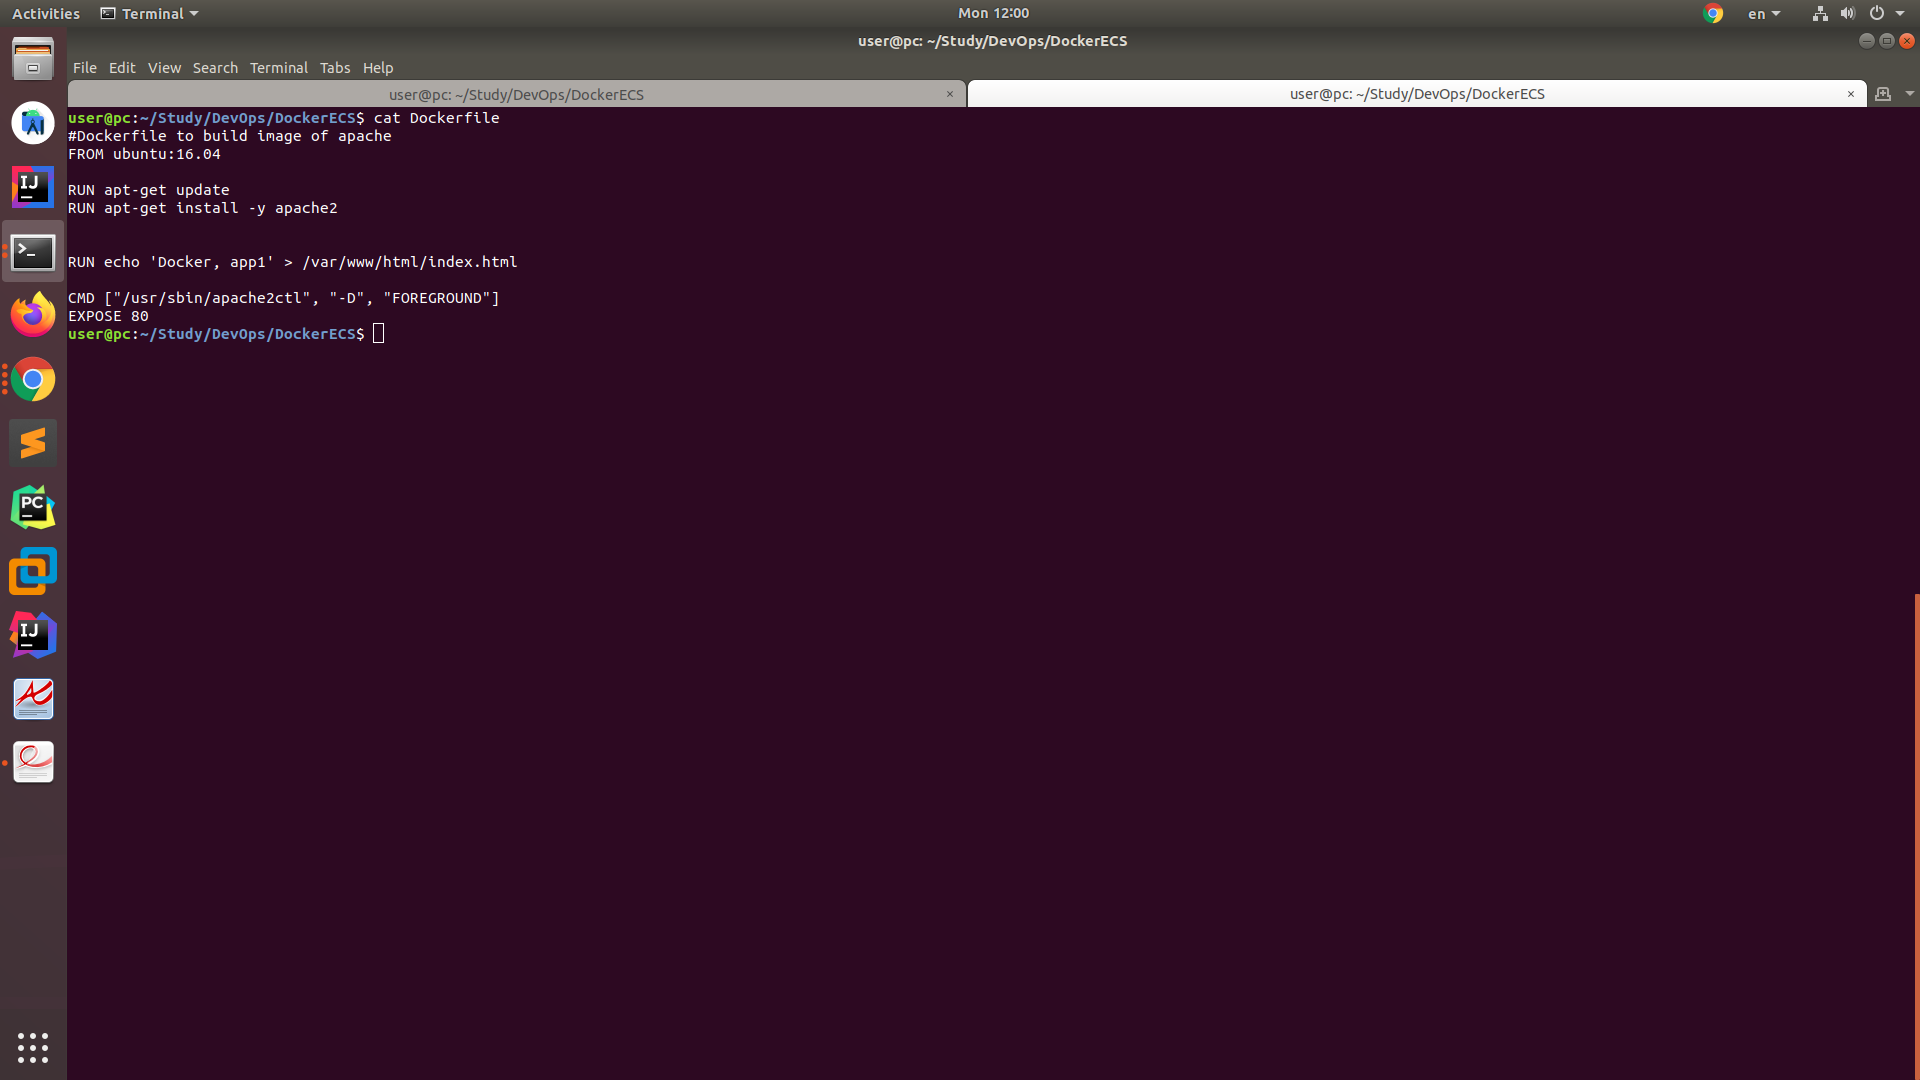 Activities Terminal Mon 12:00 en
user@pc: ~/Study/DevOps/DockerECS
File Edit View Search Terminal Tabs Help
user@pc: ~/Study/DevOps/DockerECS × user@pc: ~/Study/DevOps/DockerECS ×
user@pc:~/Study/DevOps/DockerECS$ cat Dockerfile
#Dockerfile to build image of apache
FROM ubuntu:16.04
RUN apt-get update
RUN apt-get install -y apache2
RUN echo 'Docker, app1' > /var/www/html/index.html
CMD ["/usr/sbin/apache2ctl", "-D", "FOREGROUND"]
EXPOSE 80
user@pc:~/Study/DevOps/DockerECS$
IJ
>_
PC
IJ